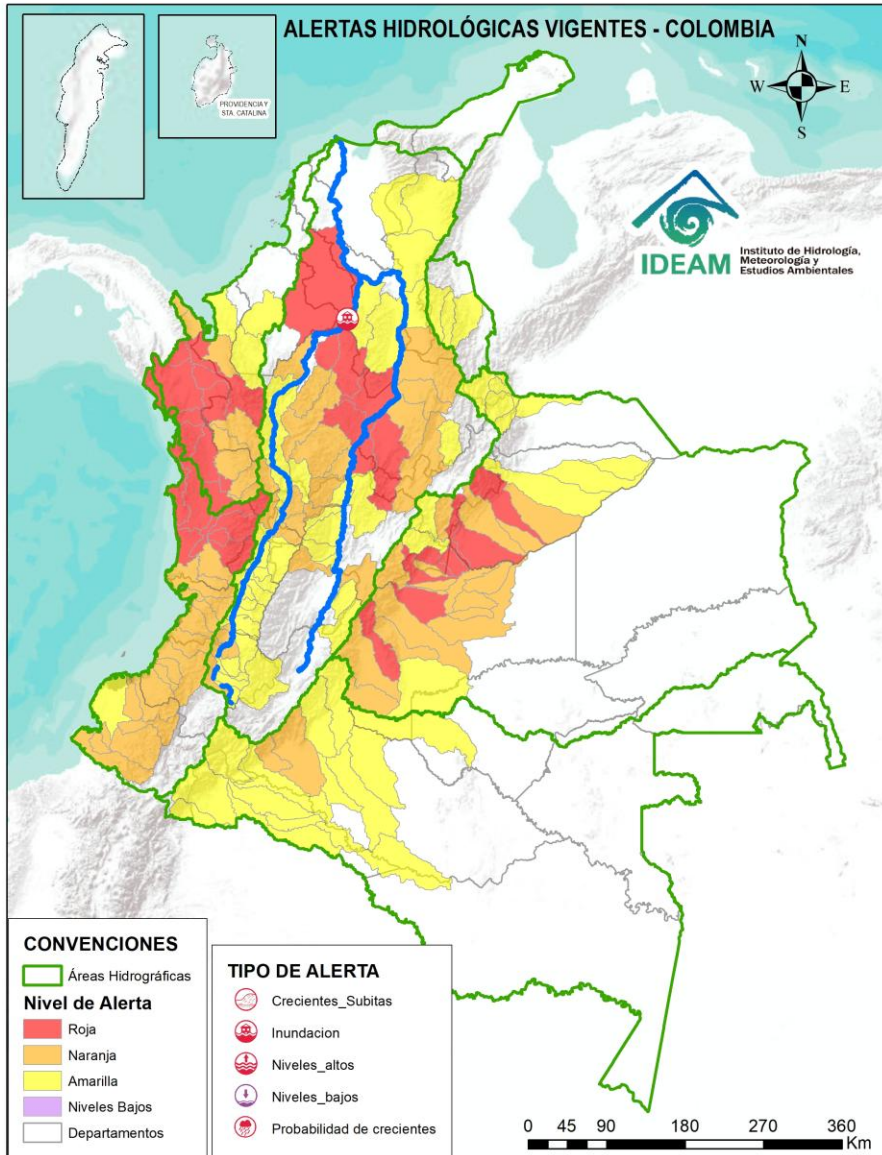 ALERTAS HIDROLÓGICAS VIGENTES - COLOMBIA
PROVIDENCIA Y
STA. CATALINA
N
W
E
S
IDEAM
Instituto de Hidrología,
Meteorología y
Estudios Ambientales
CONVENCIONES
Áreas Hidrográficas
Nivel de Alerta
Roja
Naranja
Amarilla
Niveles Bajos
Departamentos
TIPO DE ALERTA
Crecientes_Subitas
Inundacion
Niveles_altos
Niveles_bajos
Probabilidad de crecientes
0 45 90 180 270 360
Km